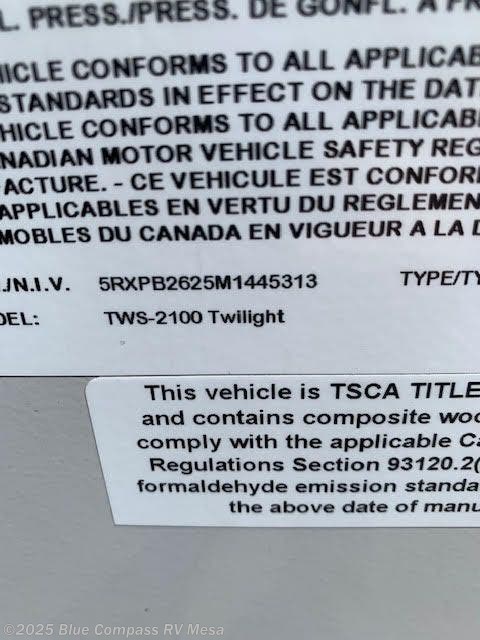 L. PRESS./PRESS. DE GONFL. À FR
HICLE CONFORMS TO ALL APPLICAB
STANDARDS IN EFFECT ON THE DAT
HICLE CONFORMS TO ALL APPLICABL
NADIAN MOTOR VEHICLE SAFETY REG
ACTURE. - CE VEHICULE EST CONFOR
APPLICABLES EN VERTU DU REGLEMEN
MOBILES DU CANADA EN VIGUEUR A LA D
./N.I.V. 5RXPB2625M1445313 TYPE/TY
DEL: TWS-2100 Twilight
This vehicle is TSCA TITLE
and contains composite woo
comply with the applicable Ca
Regulations Section 93120.2(
formaldehyde emission standa
the above date of manu
©2025 Blue Compass RV Mesa